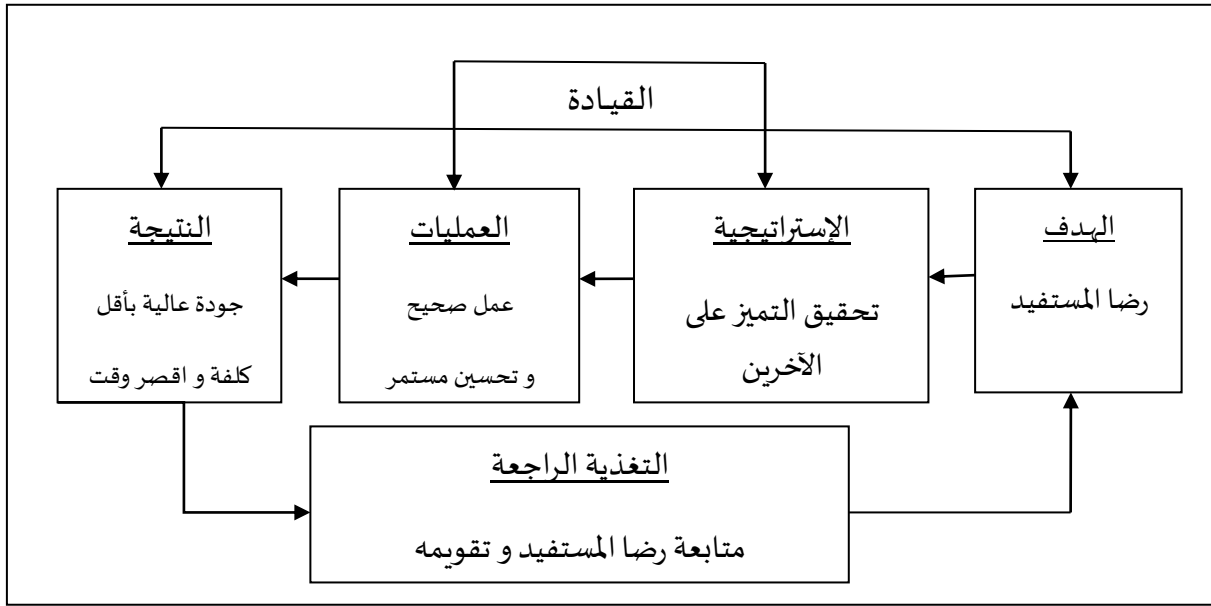 القيادة
الهدف
رضا المستفيد
الإستراتيجية
تحقيق التميز على
الآخرين
العمليات
عمل صحيح
و تحسين مستمر
النتيجة
جودة عالية بأقل
كلفة و اقصر وقت
التغذية الراجعة
متابعة رضا المستفيد و تقويمه